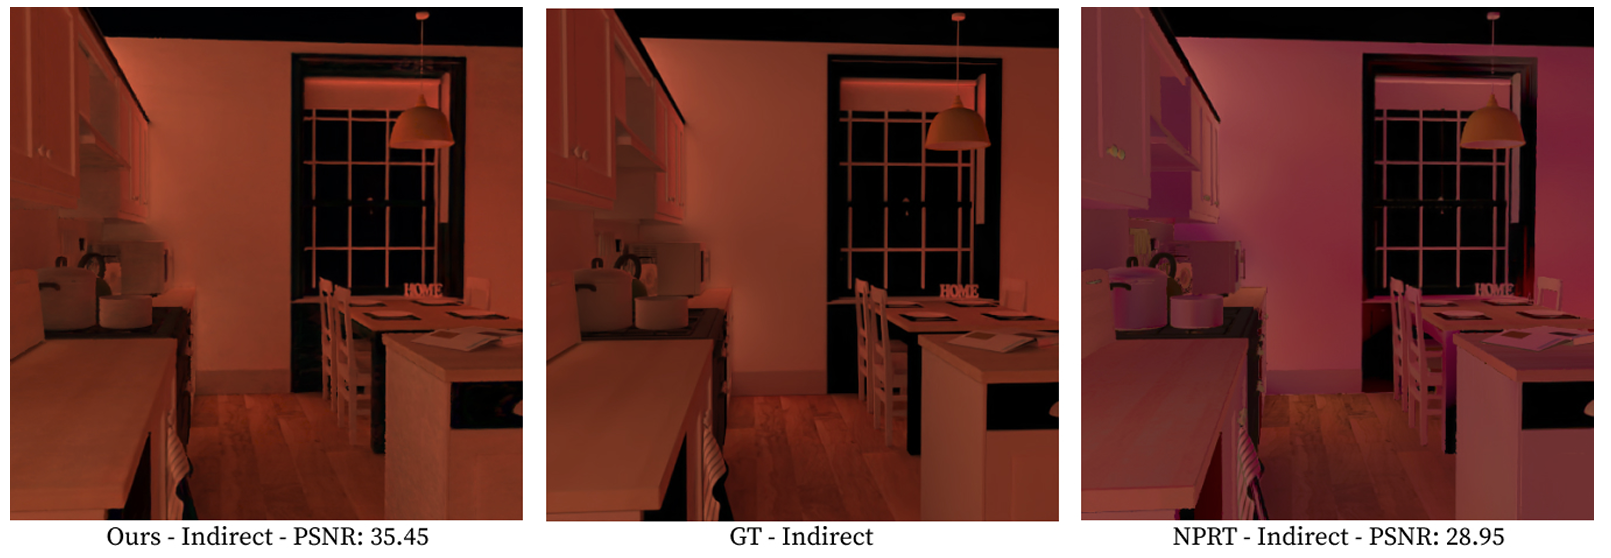 HOME
HOME
HOME
Ours - Indirect - PSNR: 35.45
GT - Indirect
NPRT - Indirect - PSNR: 28.95